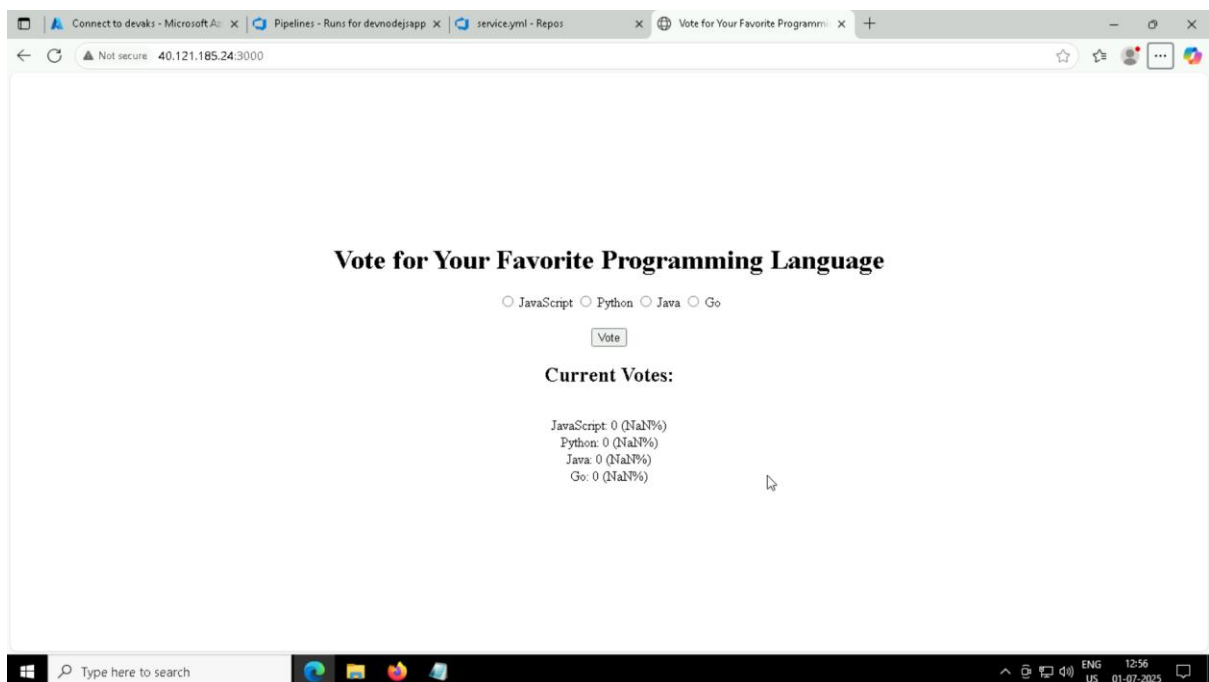 Connect to devaks - Microsoft Az
Pipelines - Runs for devnodejsapp
service.yml - Repos
Vote for Your Favorite Programmi
Not secure 40.121.185.24:3000
Vote for Your Favorite Programming Language
JavaScript Python Java Go
Vote
Current Votes:
JavaScript: 0 (NaN%)
Python: 0 (NaN%)
Java: 0 (NaN%)
Go: 0 (NaN%)
Type here to search
ENG 12:56
US 01-07-2025